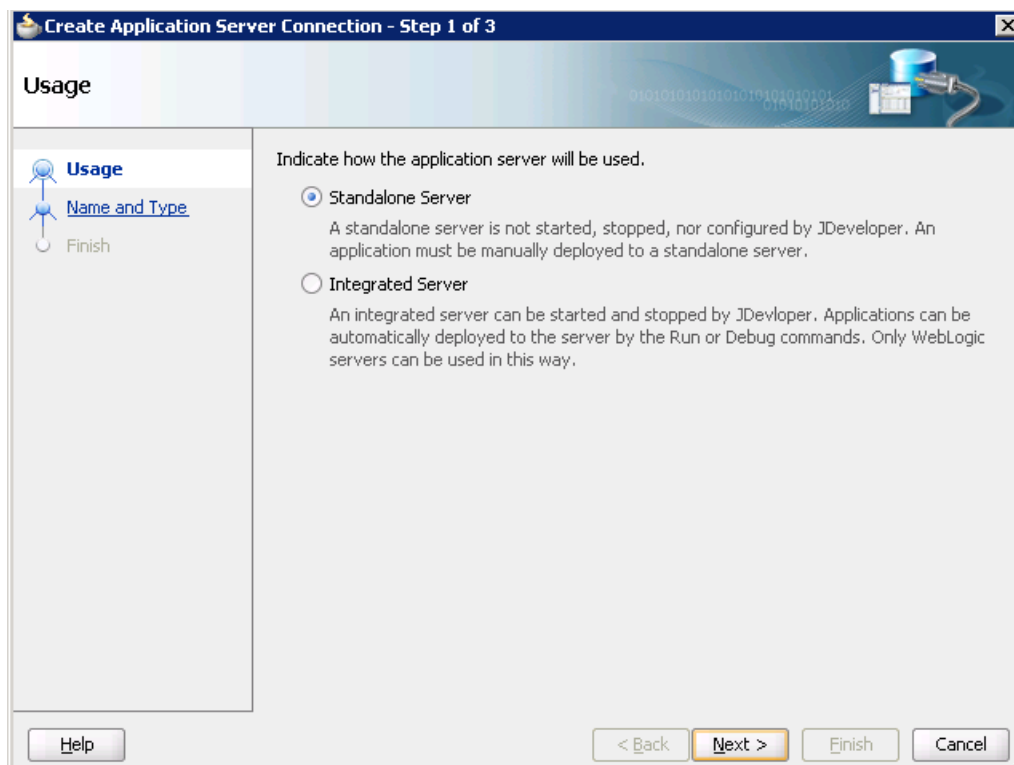 Create Application Server Connection - Step 1 of 3
Usage
010101010101010101010101
01010101010
Usage
Name and Type
Finish
Indicate how the application server will be used.
Standalone Server
A standalone server is not started, stopped, nor configured by JDeveloper. An
application must be manually deployed to a standalone server.
Integrated Server
An integrated server can be started and stopped by JDevloper. Applications can be
automatically deployed to the server by the Run or Debug commands. Only WebLogic
servers can be used in this way.
Help
< Back
Next >
Finish
Cancel